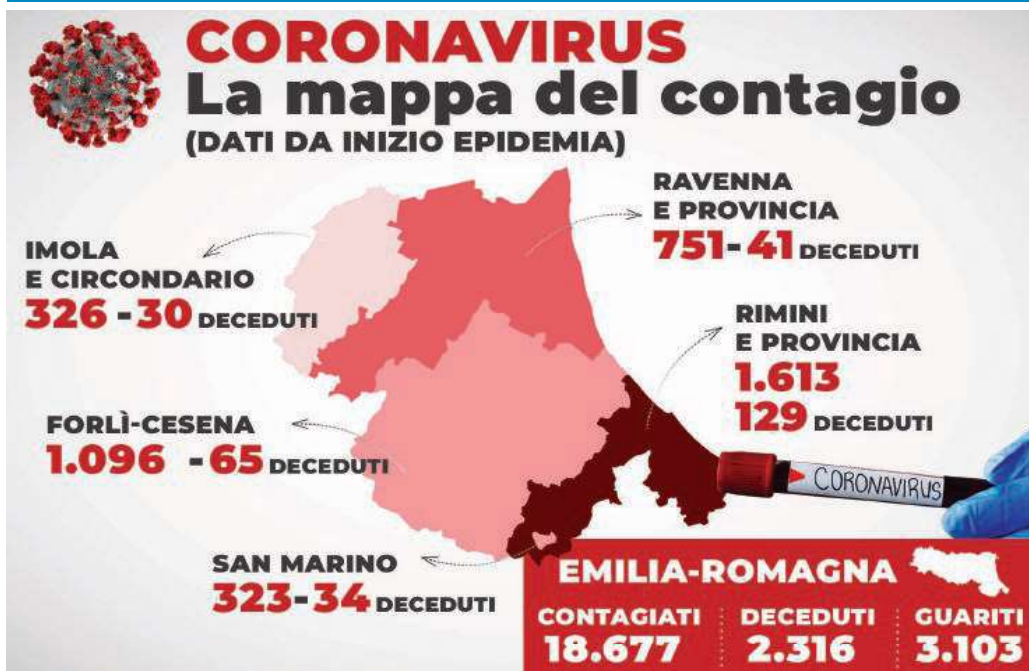 CORONAVIRUS
La mappa del contagio
(DATI DA INIZIO EPIDEMIA)
IMOLA
E CIRCONDARIO
326 - 30 DECEDUTI
RAVENNA
E PROVINCIA
751 - 41 DECEDUTI
RIMINI
E PROVINCIA
1.613
129 DECEDUTI
FORLÌ-CESENA
1.096 - 65 DECEDUTI
CORONAVIRUS
SAN MARINO
323 - 34 DECEDUTI
EMILIA-ROMAGNA
CONTAGIATI DECEDUTI GUARITI
18.677 2.316 3.103